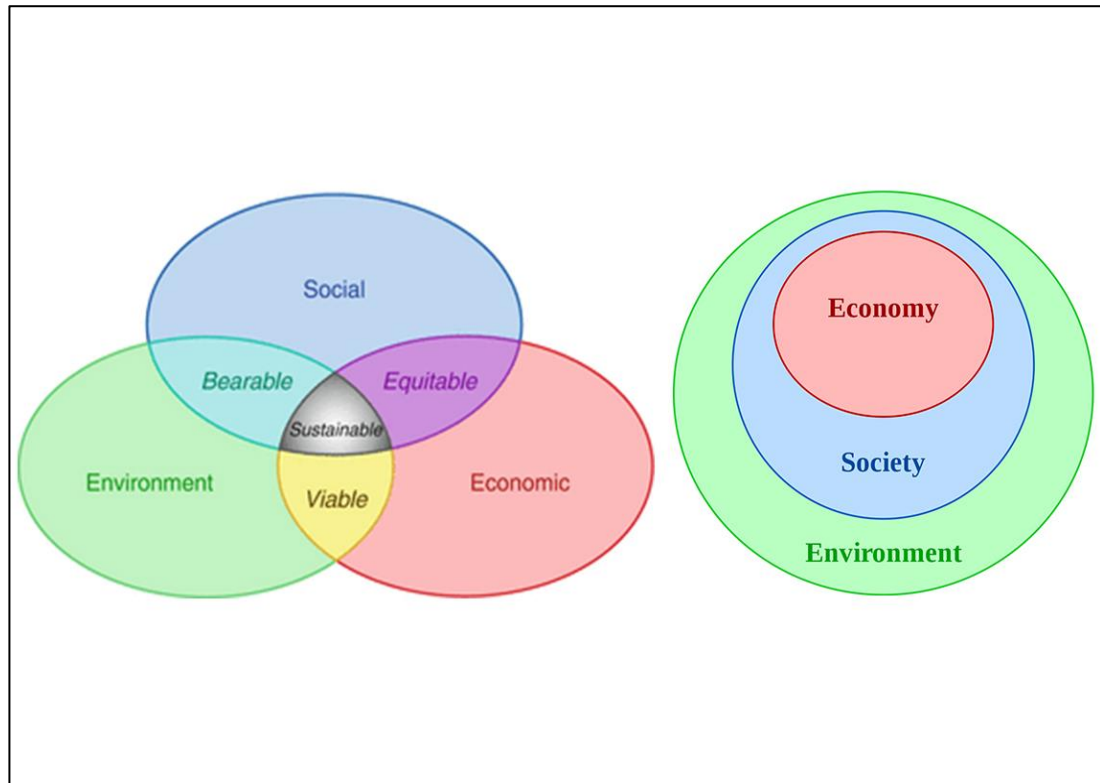 Social
Bearable
Equitable
Sustainable
Environment
Viable
Economic
Economy
Society
Environment